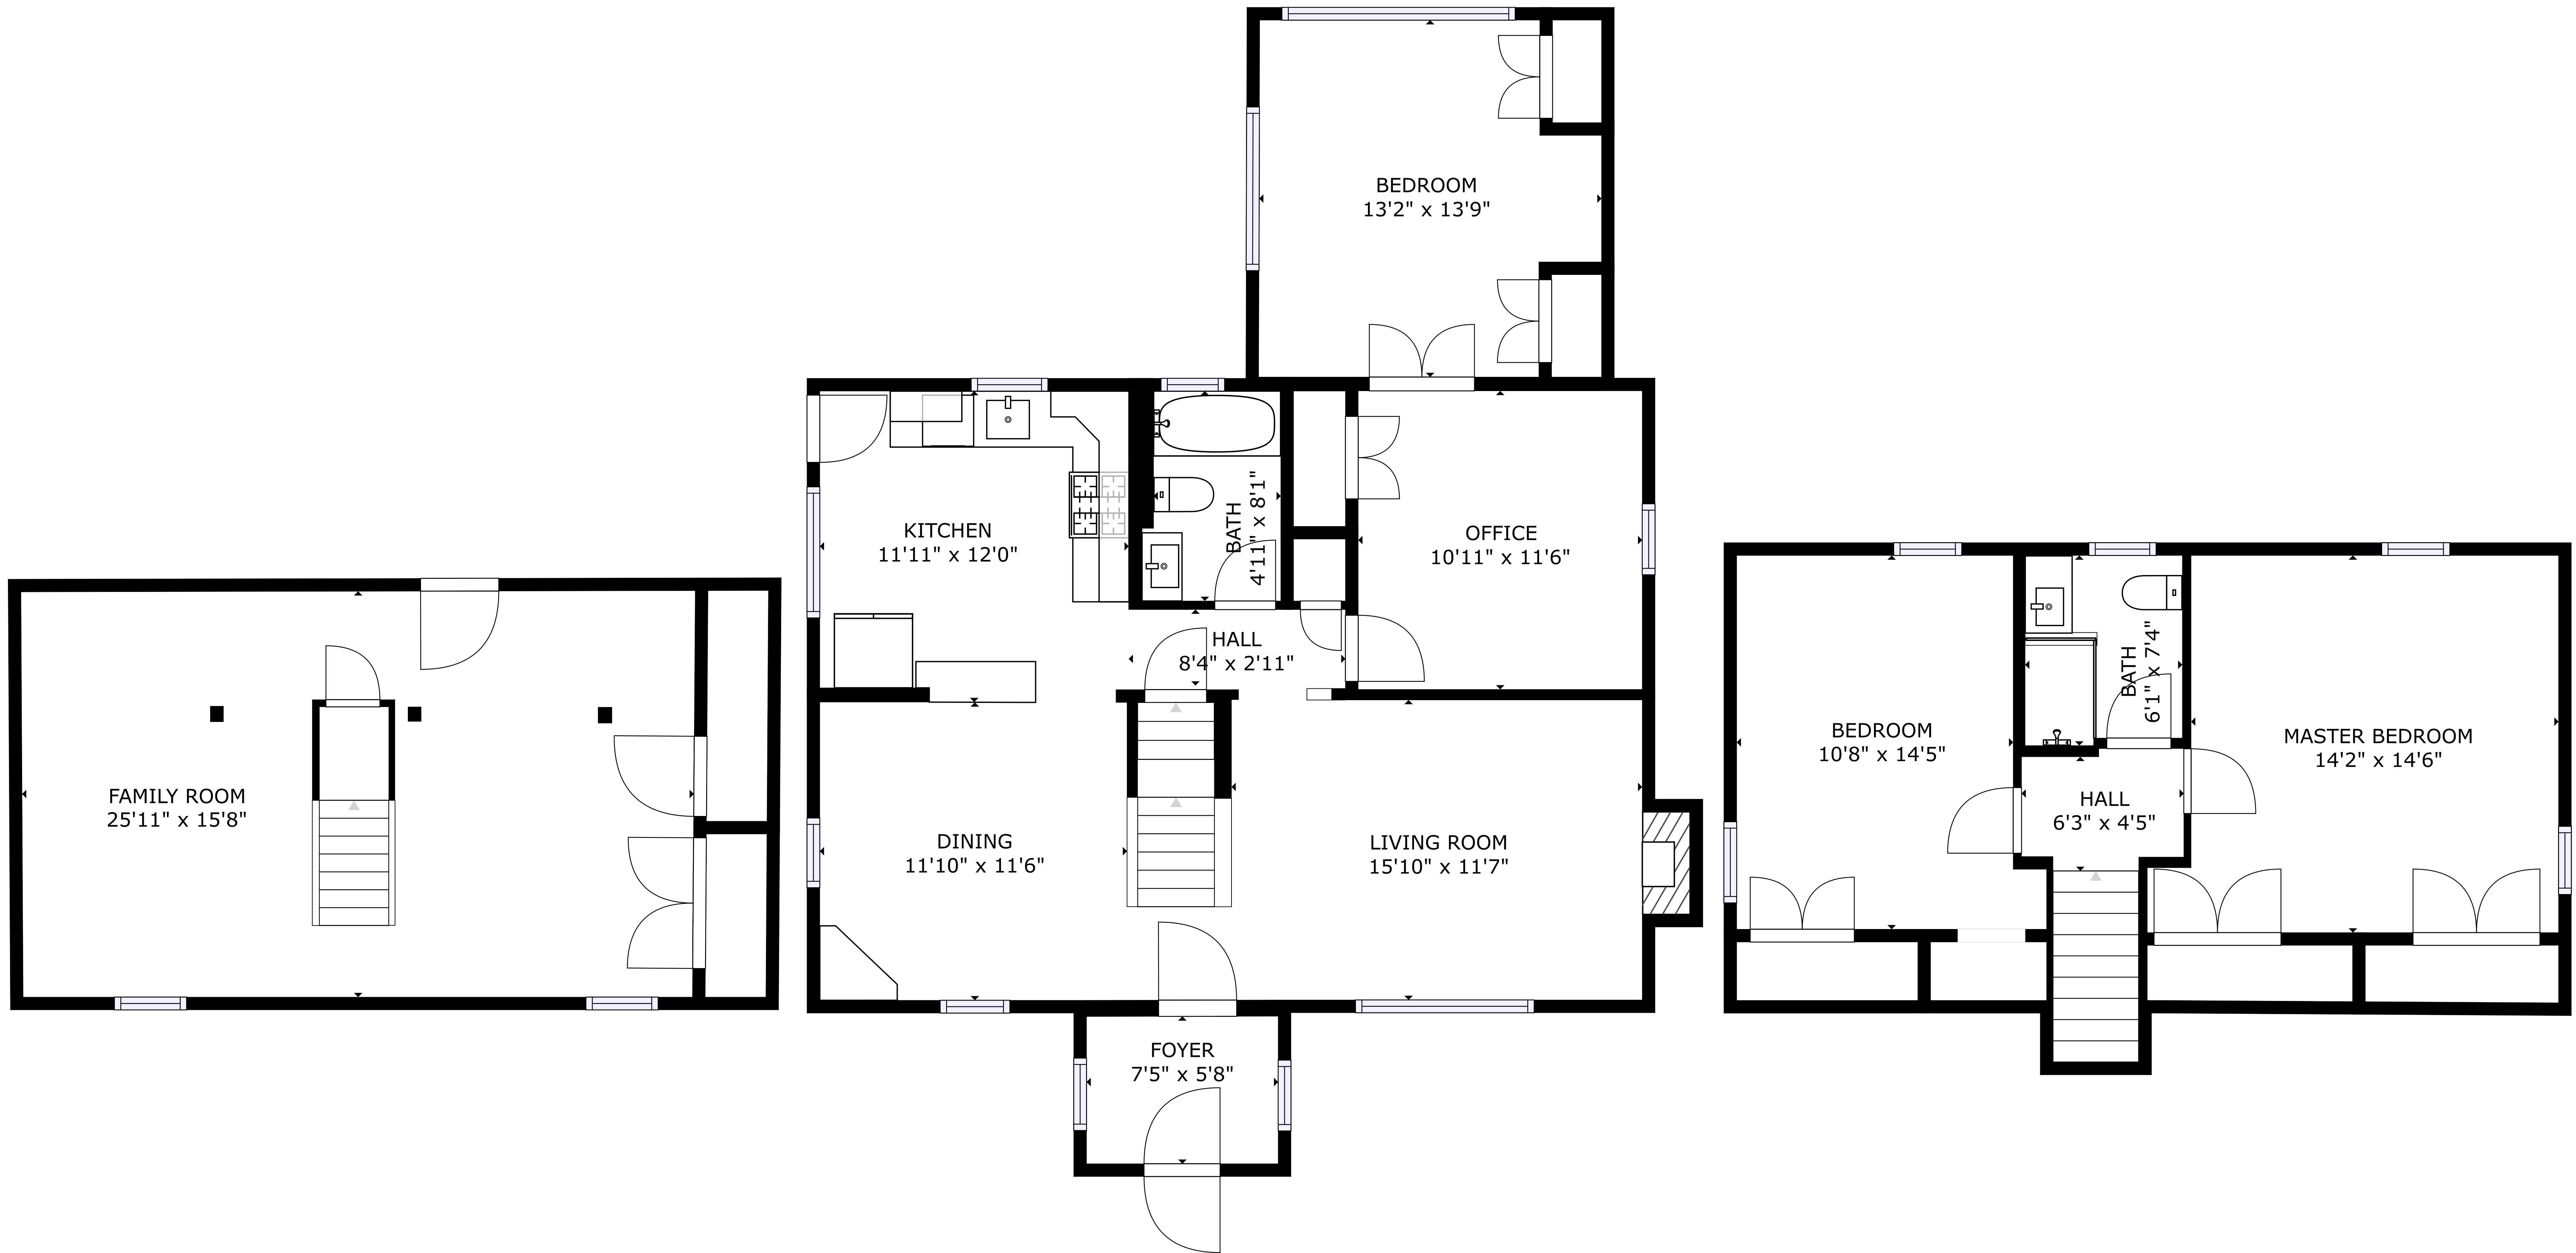 BEDROOM
13'2" x 13'9"
KITCHEN
11'11" x 12'0"
BATH
4'11" x 8'1"
OFFICE
10'11" x 11'6"
HALL
8'4" x 2'11"
FAMILY ROOM
25'11" x 15'8"
DINING
11'10" x 11'6"
LIVING ROOM
15'10" x 11'7"
FOYER
7'5" x 5'8"
BEDROOM
10'8" x 14'5"
BATH
6'1" x 7'4"
MASTER BEDROOM
14'2" x 14'6"
HALL
6'3" x 4'5"